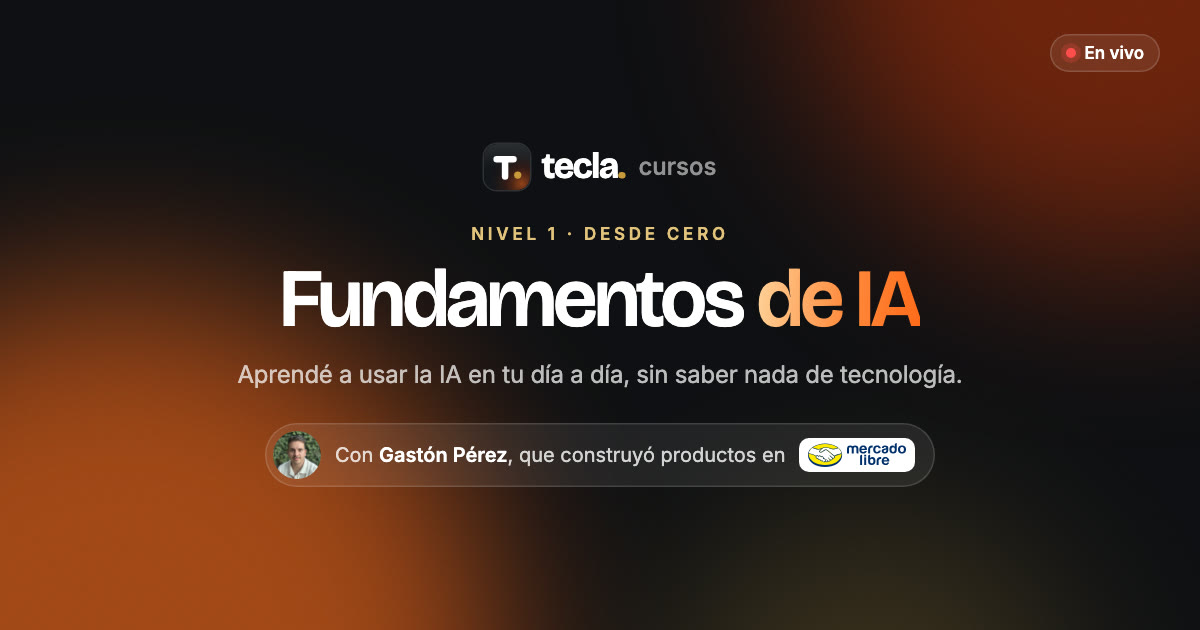 En vivo
T. tecla. cursos
NIVEL 1 · DESDE CERO
Fundamentos de IA
Aprendé a usar la IA en tu día a día, sin saber nada de tecnología.
Con Gastón Pérez, que construyó productos en mercado libre